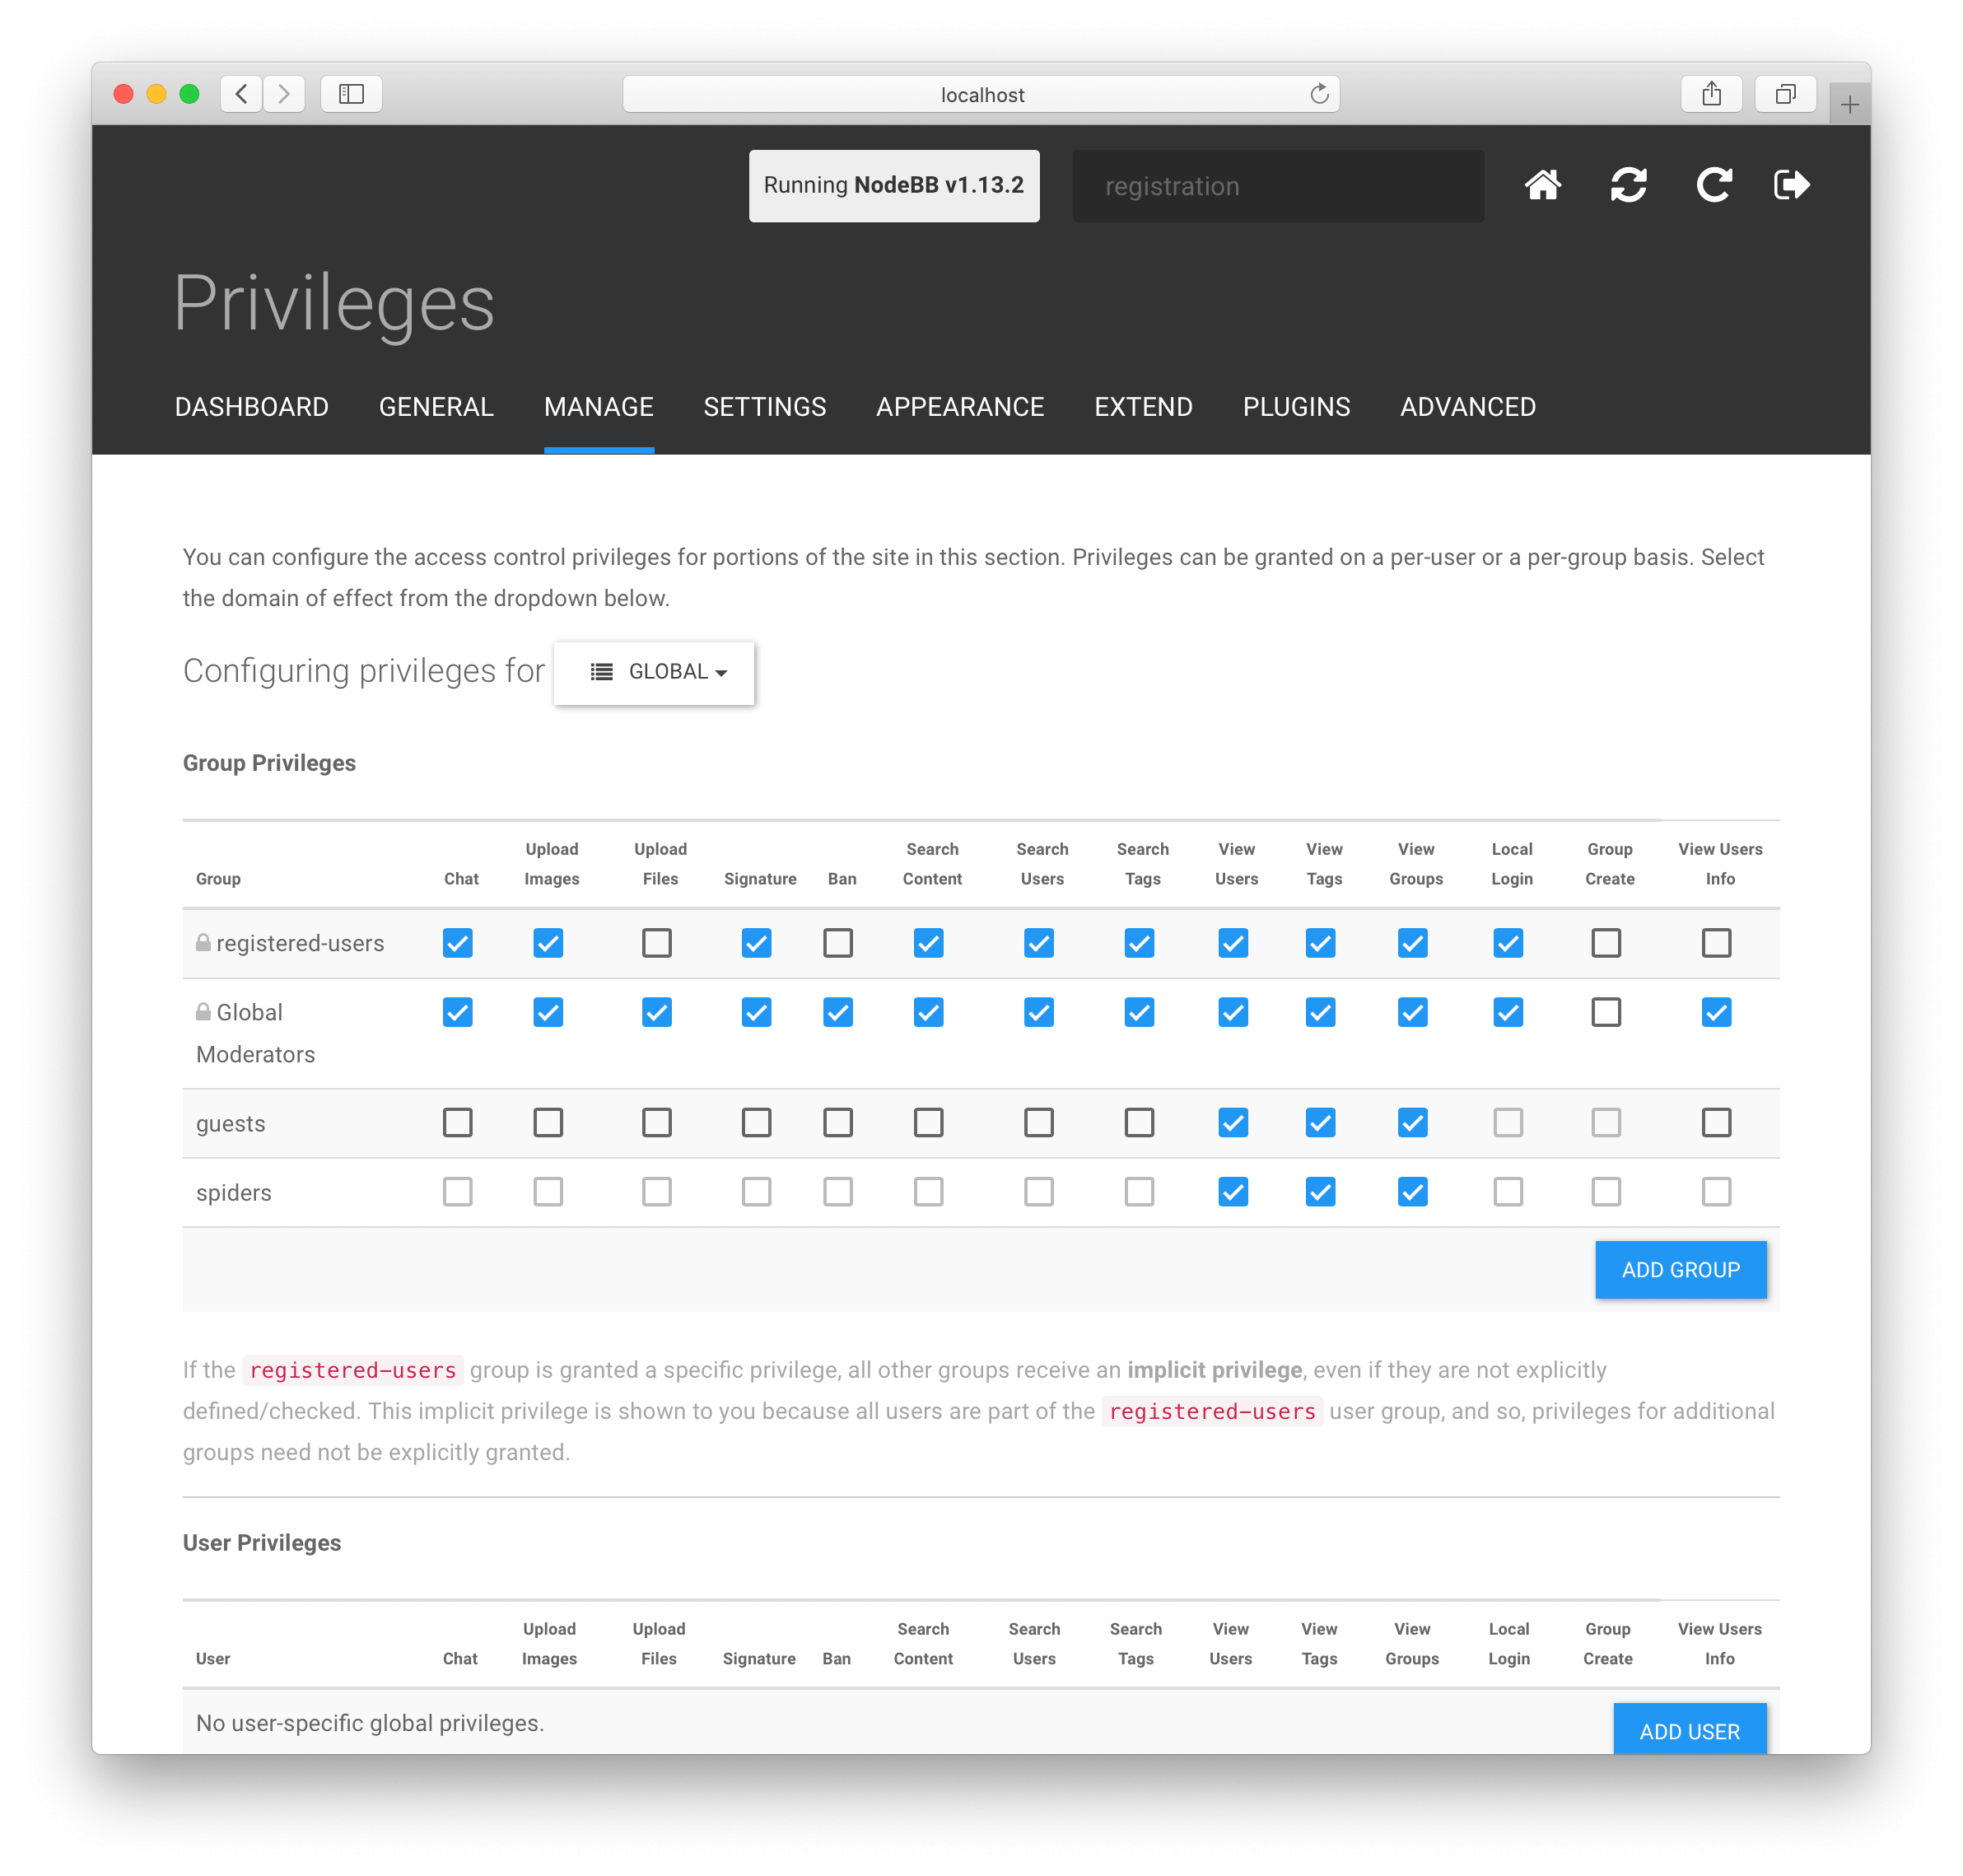 localhost
Running NodeBB v1.13.2
registration
Privileges
DASHBOARD GENERAL MANAGE SETTINGS APPEARANCE EXTEND PLUGINS ADVANCED
You can configure the access control privileges for portions of the site in this section. Privileges can be granted on a per-user or a per-group basis. Select
the domain of effect from the dropdown below.
Configuring privileges for GLOBAL
Group Privileges
Upload Upload Search Search Search View View View Local Group View Users
Group Chat Images Files Signature Ban Content Users Tags Users Tags Groups Login Create Info
registered-users
Global
Moderators
guests
spiders
ADD GROUP
If the registered-users group is granted a specific privilege, all other groups receive an implicit privilege, even if they are not explicitly
defined/checked. This implicit privilege is shown to you because all users are part of the registered-users user group, and so, privileges for additional
groups need not be explicitly granted.
User Privileges
Upload Upload Search Search Search View View View Local Group View Users
User Chat Images Files Signature Ban Content Users Tags Users Tags Groups Login Create Info
No user-specific global privileges.
ADD USER